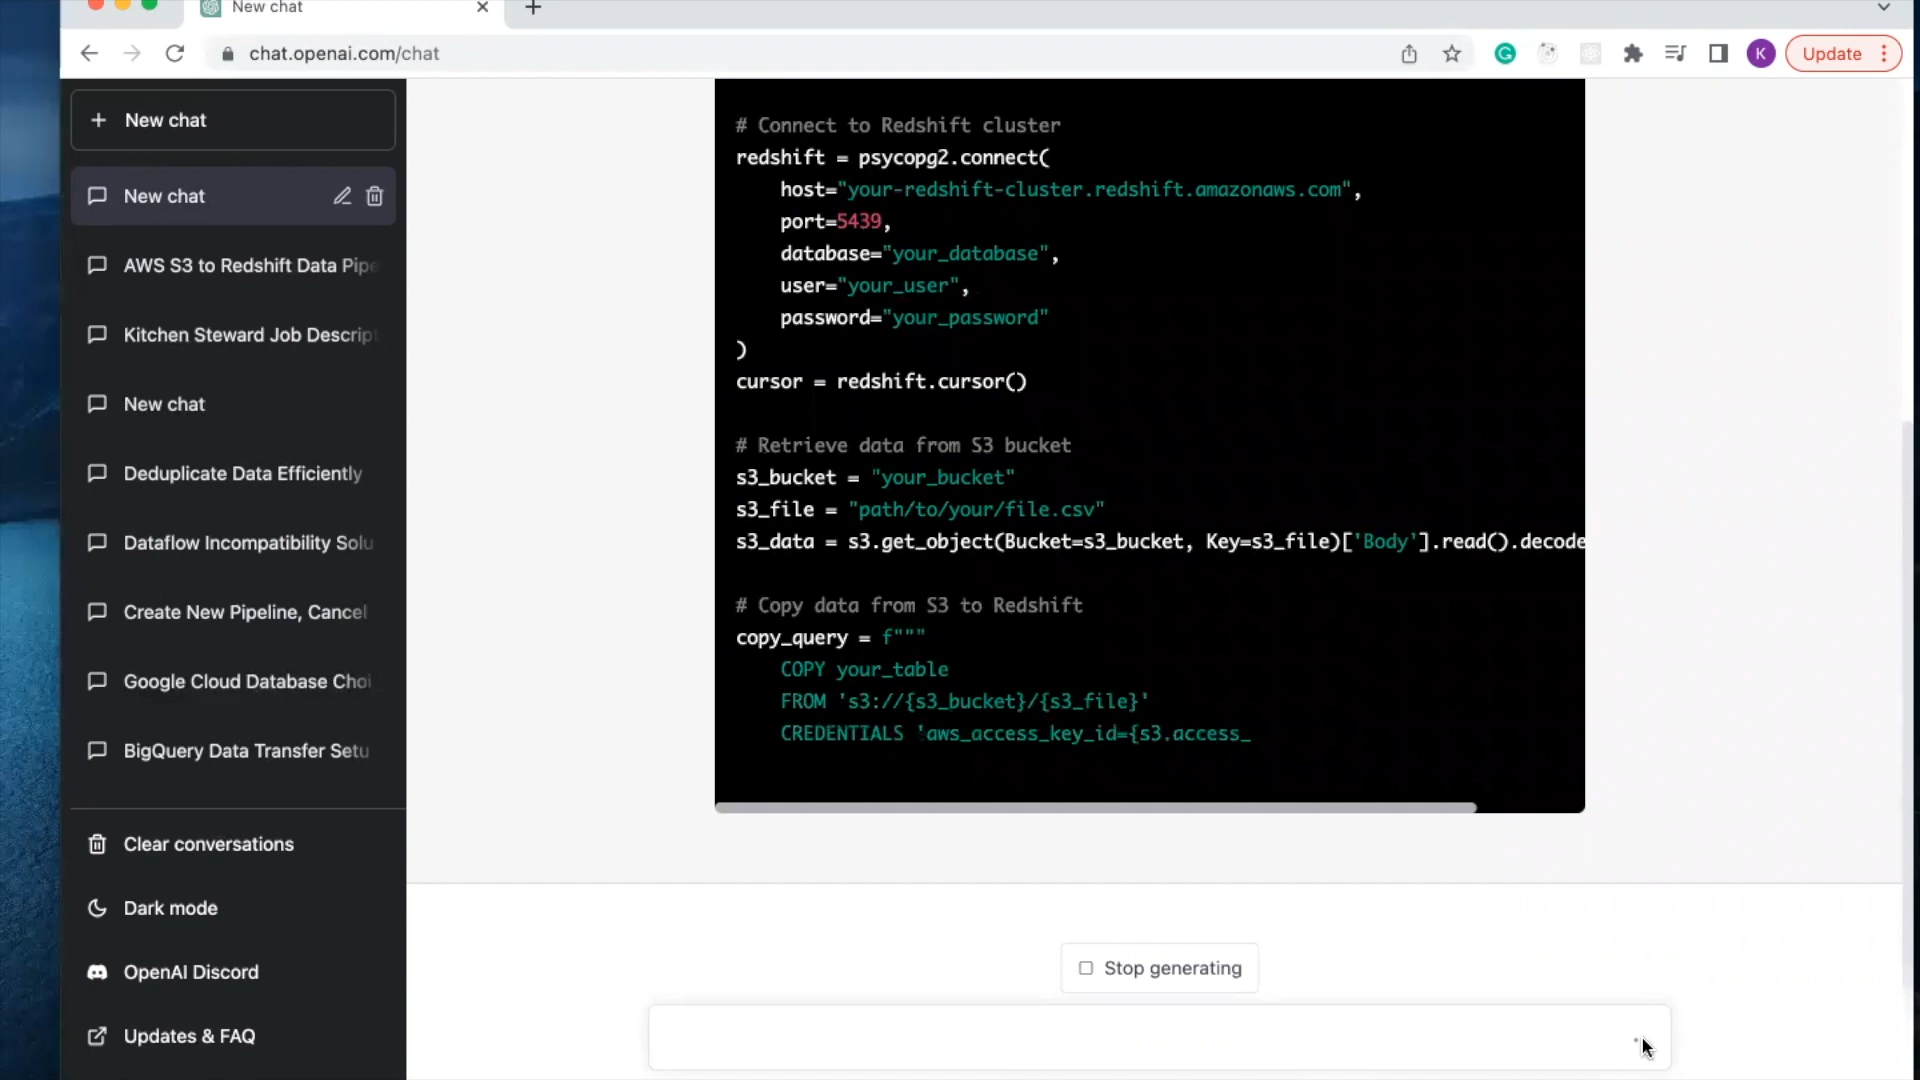 New chat
chat.openai.com/chat
K
Update
New chat
New chat
AWS S3 to Redshift Data Pipe
Kitchen Steward Job Descript
New chat
Deduplicate Data Efficiently
Dataflow Incompatibility Solu
Create New Pipeline, Cancel
Google Cloud Database Choi
BigQuery Data Transfer Setu
Clear conversations
Dark mode
OpenAI Discord
Updates & FAQ
# Connect to Redshift cluster
redshift = psycopg2.connect(
    host="your-redshift-cluster.redshift.amazonaws.com",
    port=5439,
    database="your_database",
    user="your_user",
    password="your_password"
)
cursor = redshift.cursor()
# Retrieve data from S3 bucket
s3_bucket = "your_bucket"
s3_file = "path/to/your/file.csv"
s3_data = s3.get_object(Bucket=s3_bucket, Key=s3_file)['Body'].read().decode
# Copy data from S3 to Redshift
copy_query = f"""
    COPY your_table
    FROM 's3://{s3_bucket}/{s3_file}'
    CREDENTIALS 'aws_access_key_id={s3.access_
Stop generating